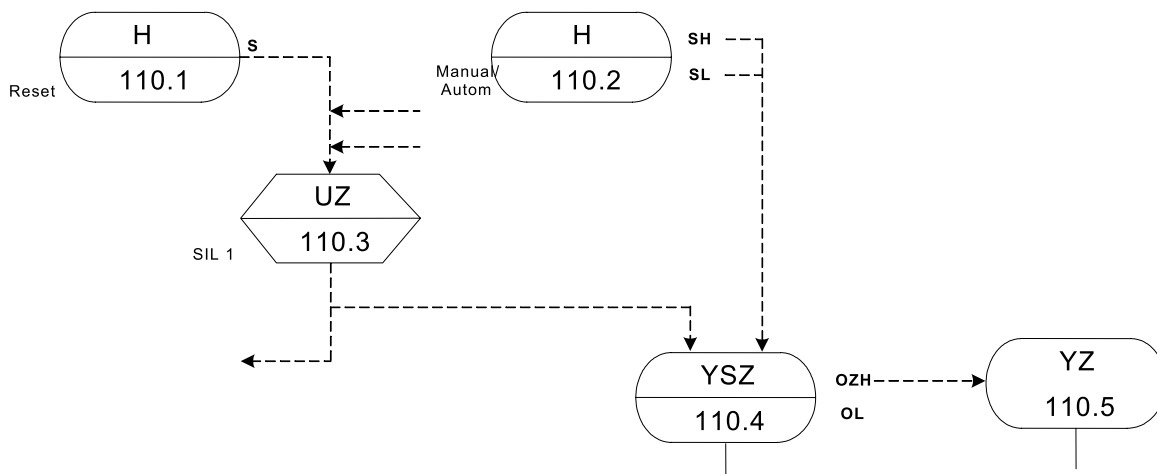 H
110.1
S
Reset
H
110.2
Manual/
Autom
SH
SL
UZ
110.3
SIL 1
YSZ
110.4
OZH
OL
YZ
110.5